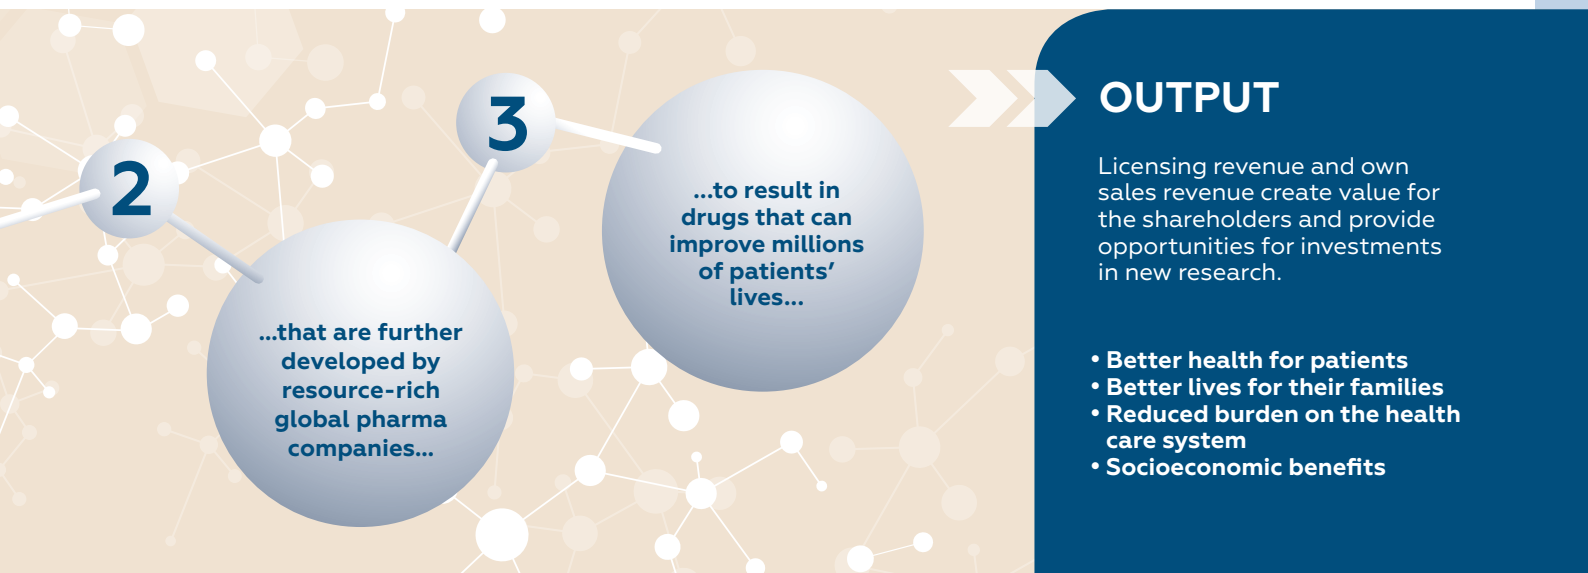 2
...that are further
developed by
resource-rich
global pharma
companies...
3
...to result in
drugs that can
improve millions
of patients’
lives...
OUTPUT
Licensing revenue and own
sales revenue create value for
the shareholders and provide
opportunities for investments
in new research.
• Better health for patients
• Better lives for their families
• Reduced burden on the health
care system
• Socioeconomic benefits